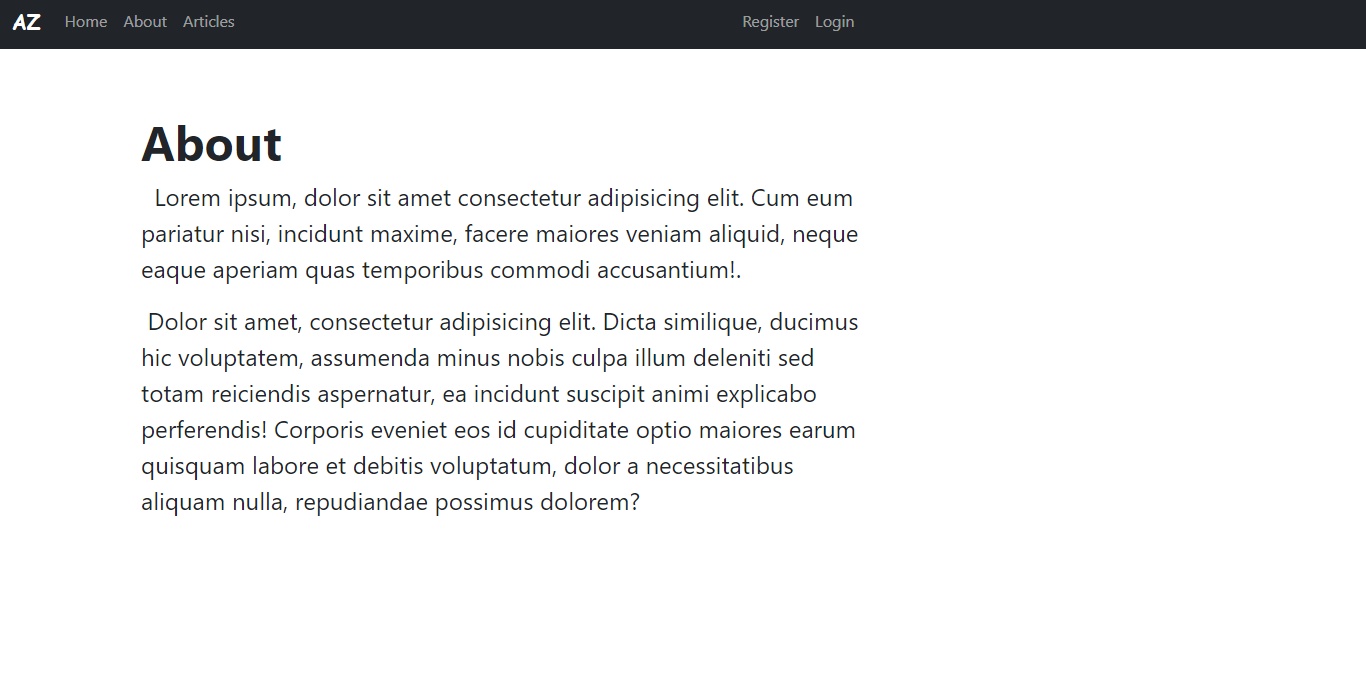 AZ Home About Articles Register Login
About
Lorem ipsum, dolor sit amet consectetur adipisicing elit. Cum eum
pariatur nisi, incidunt maxime, facere maiores veniam aliquid, neque
eaque aperiam quas temporibus commodi accusantium!.
Dolor sit amet, consectetur adipisicing elit. Dicta similique, ducimus
hic voluptatem, assumenda minus nobis culpa illum deleniti sed
totam reiciendis aspernatur, ea incidunt suscipit animi explicabo
perferendis! Corporis eveniet eos id cupiditate optio maiores earum
quisquam labore et debitis voluptatum, dolor a necessitatibus
aliquam nulla, repudiandae possimus dolorem?